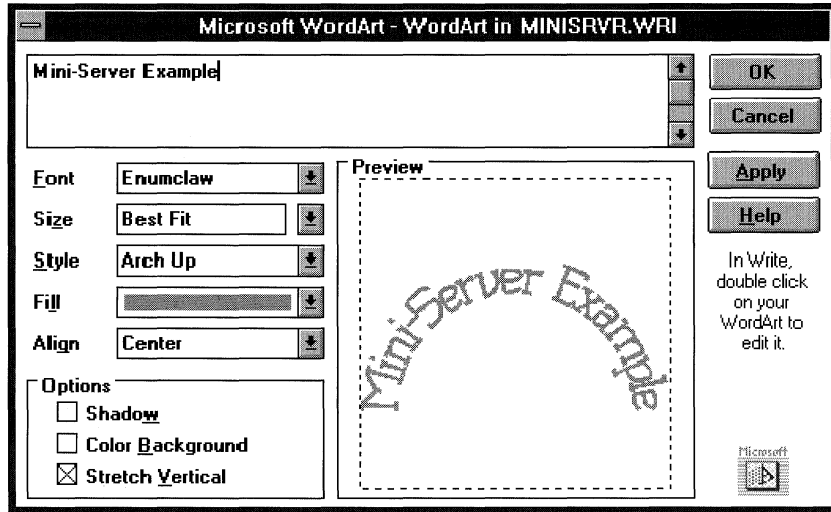 Microsoft WordArt - WordArt in MINISRVR.WRI
Mini-Server Example
OK
Cancel
Apply
Help
Font Enumclaw
Size Best Fit
Style Arch Up
Fill
Align Center
Options
Shadow
Color Background
Stretch Vertical
Preview
Mini-Server Example
In Write,
double click
on your
WordArt to
edit it.
Microsoft